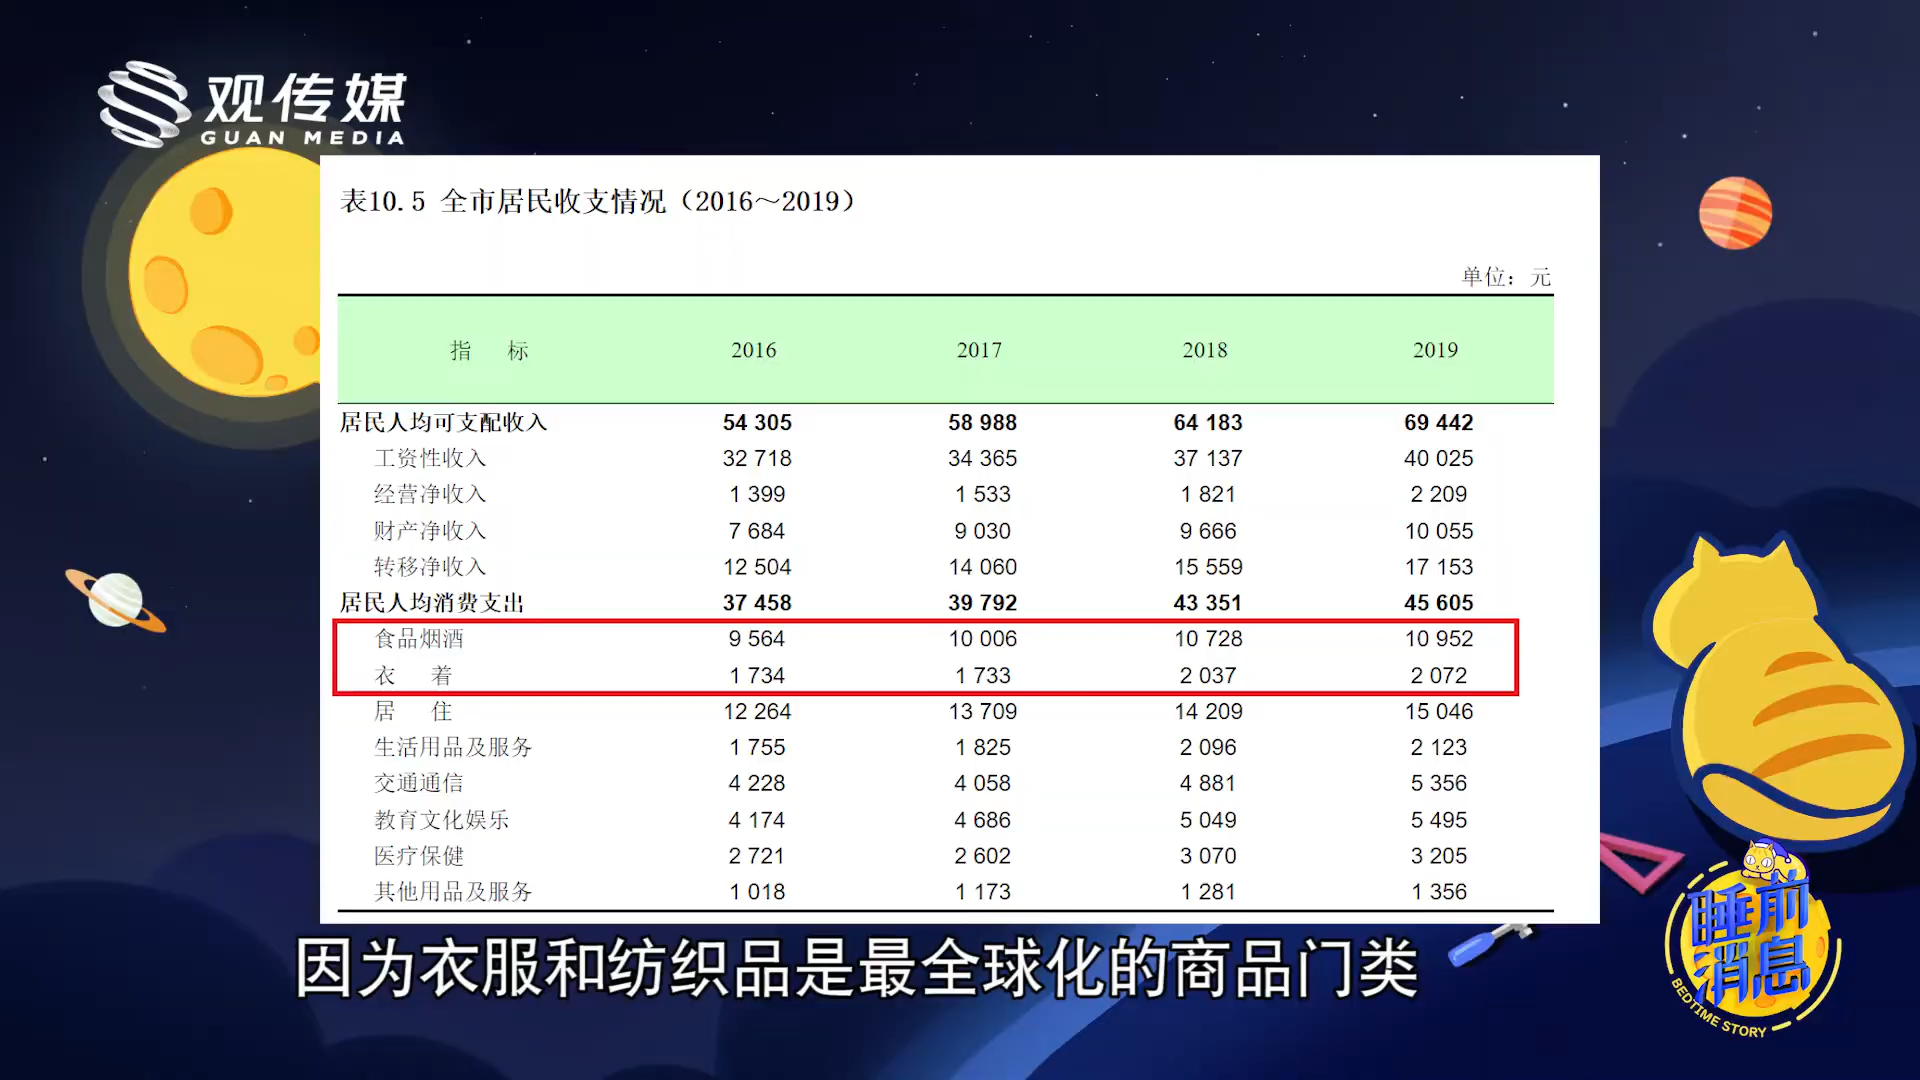 观传媒
GUAN MEDIA
表10.5 全市居民收支情况（2016～2019）
单位：元
指 标 2016 2017 2018 2019
居民人均可支配收入 54 305 58 988 64 183 69 442
工资性收入 32 718 34 365 37 137 40 025
经营净收入 1 399 1 533 1 821 2 209
财产净收入 7 684 9 030 9 666 10 055
转移净收入 12 504 14 060 15 559 17 153
居民人均消费支出 37 458 39 792 43 351 45 605
食品烟酒 9 564 10 006 10 728 10 952
衣 着 1 734 1 733 2 037 2 072
居 住 12 264 13 709 14 209 15 046
生活用品及服务 1 755 1 825 2 096 2 123
交通通信 4 228 4 058 4 881 5 356
教育文化娱乐 4 174 4 686 5 049 5 495
医疗保健 2 721 2 602 3 070 3 205
其他用品及服务 1 018 1 173 1 281 1 356
因为衣服和纺织品是最全球化的商品门类
睡前
消息
BEDTIME STORY